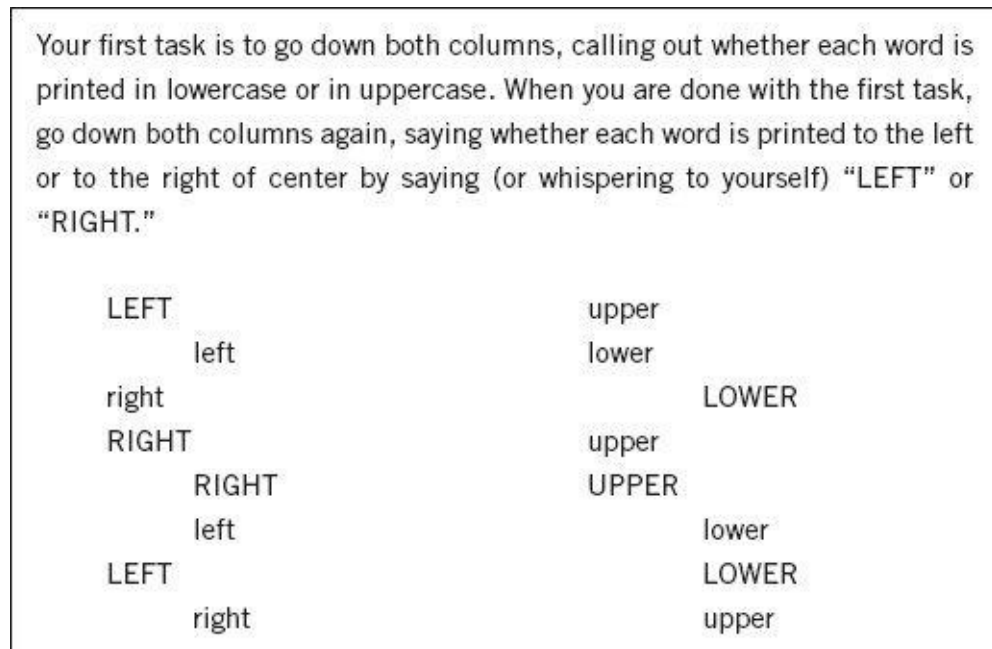 Your first task is to go down both columns, calling out whether each word is
printed in lowercase or in uppercase. When you are done with the first task,
go down both columns again, saying whether each word is printed to the left
or to the right of center by saying (or whispering to yourself) “LEFT” or
“RIGHT.”
LEFT upper
left lower
right LOWER
RIGHT upper
RIGHT UPPER
left lower
LEFT LOWER
right upper